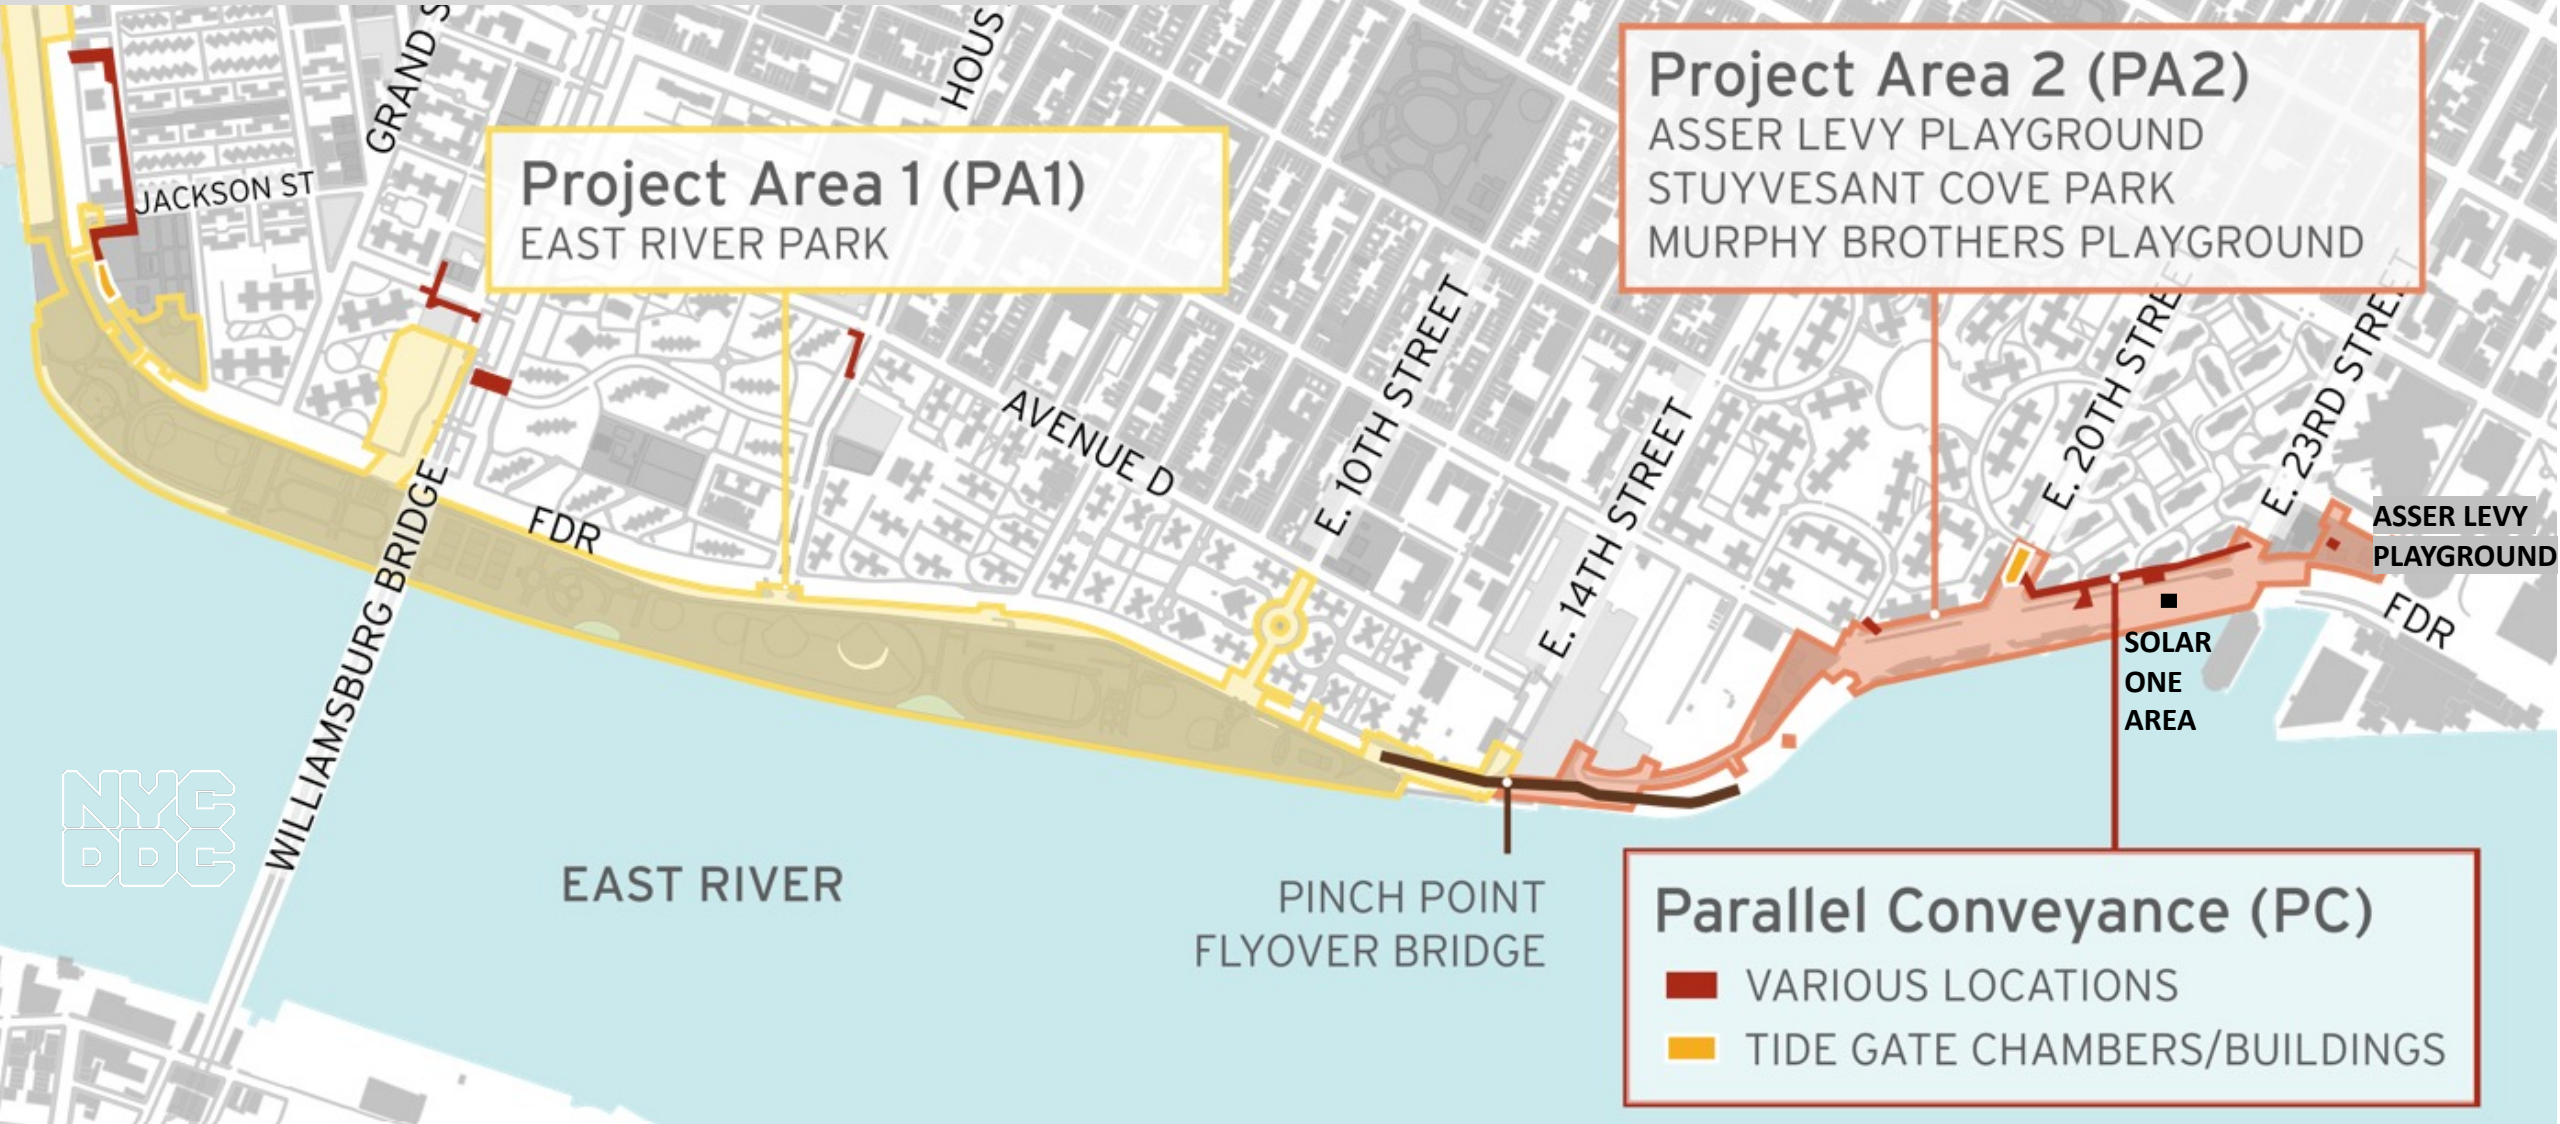 GRAND S
HOUS
JACKSON ST
Project Area 1 (PA1)
EAST RIVER PARK
Project Area 2 (PA2)
ASSER LEVY PLAYGROUND
STUYVESANT COVE PARK
MURPHY BROTHERS PLAYGROUND
AVENUE D
E. 10TH STREET
E. 14TH STREET
E. 20TH STREE
E. 23RD STREE
ASSER LEVY
PLAYGROUND
FDR
FDR
SOLAR
ONE
AREA
WILLIAMSBURG BRIDGE
NYC
DDC
EAST RIVER
PINCH POINT
FLYOVER BRIDGE
Parallel Conveyance (PC)
VARIOUS LOCATIONS
TIDE GATE CHAMBERS/BUILDINGS